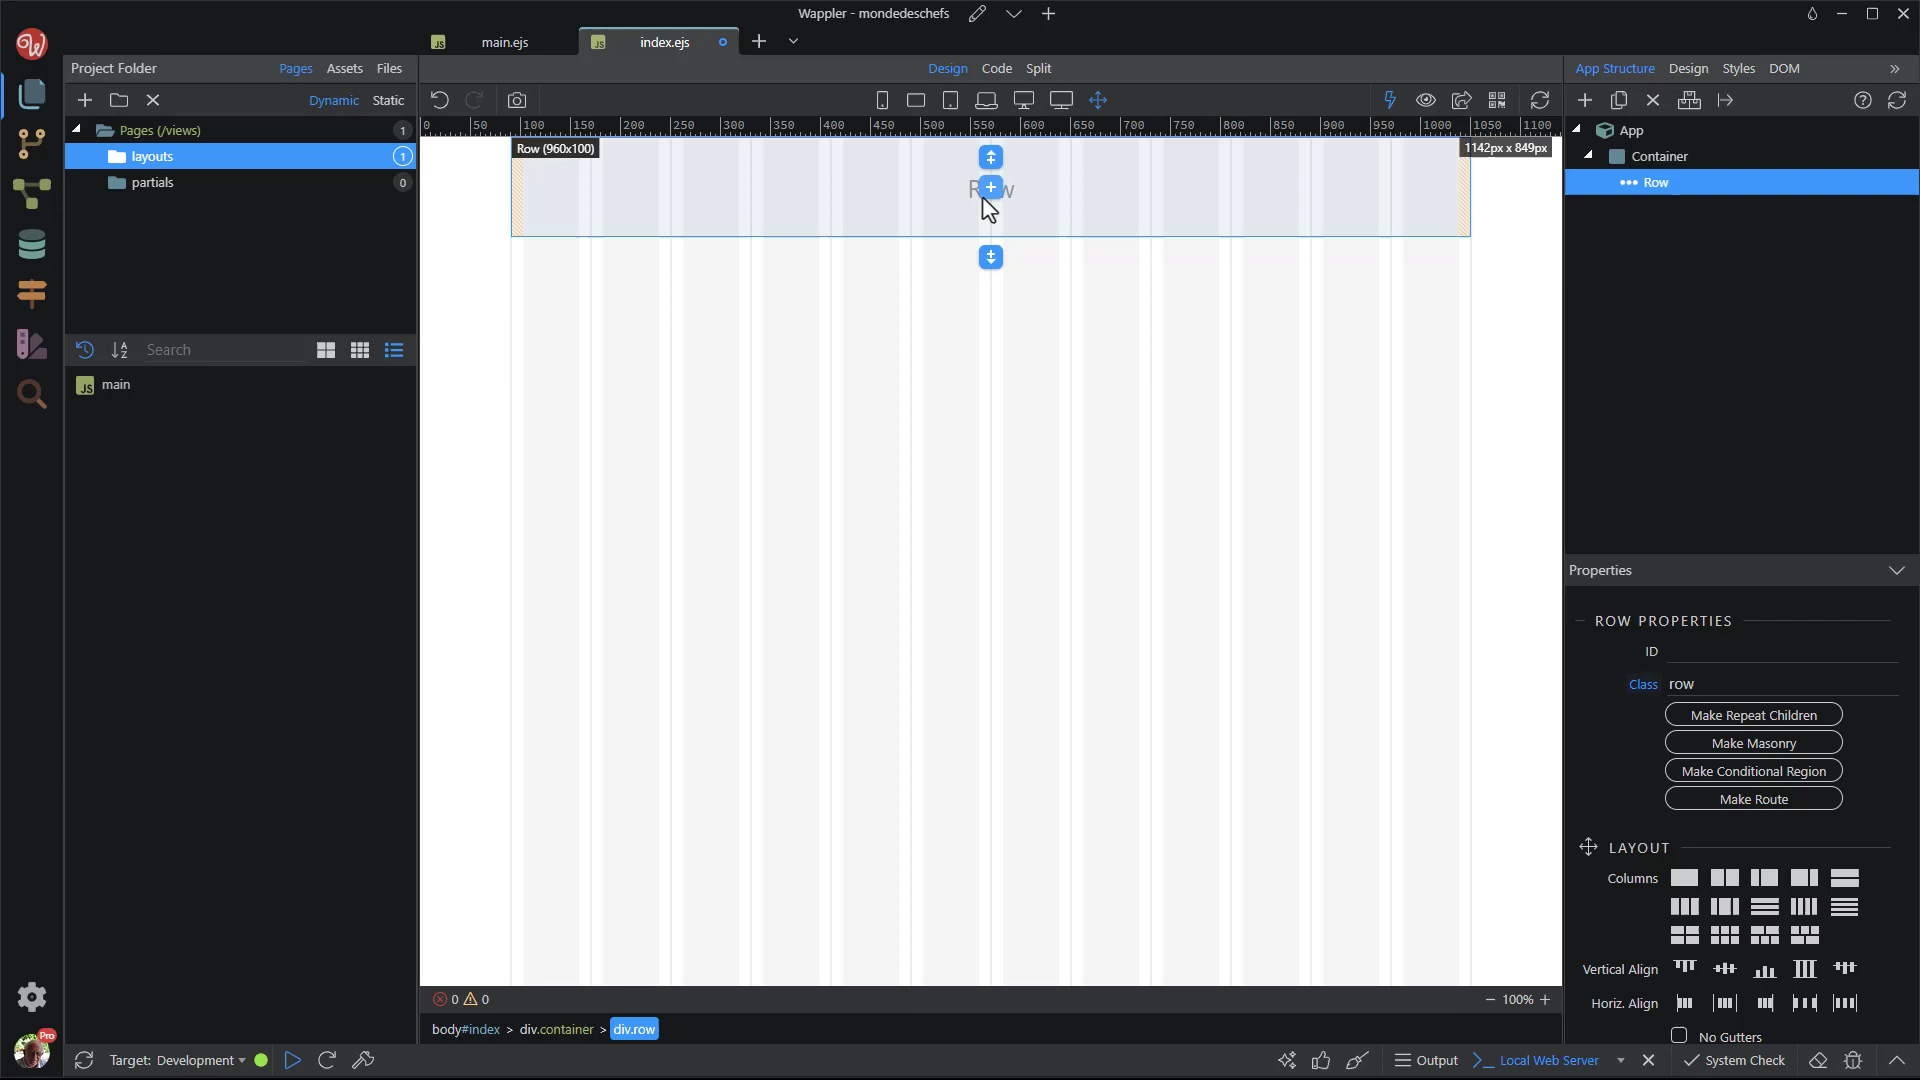 Wappler - mondedeschefs
main.ejs
index.ejs
Project Folder
Pages Assets Files
Design Code Split
App Structure Design Styles DOM
Dynamic Static
Pages (/views) 1
layouts 1
partials 0
0 50 100 150 200 250 300 350 400 450 500 550 600 650 700 750 800 850 900 950 1000 1050 1100
Row (960x100)
1142px x 849px
App
Container
Row
Search
JS main
Properties
ROW PROPERTIES
ID
Class row
Make Repeat Children
Make Masonry
Make Conditional Region
Make Route
LAYOUT
Columns
Vertical Align
Horiz. Align
No Gutters
0 0
100%
body#index > div.container > div.row
Pro
Target: Development
Output
Local Web Server
System Check